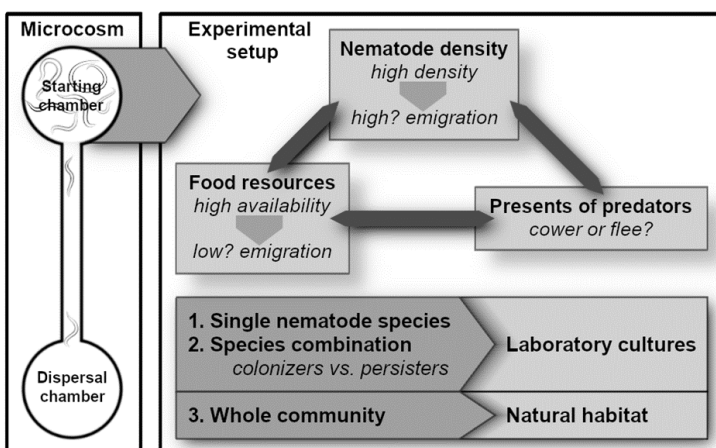 Microcosm
Starting
chamber
Dispersal
chamber
Experimental
setup
Nematode density
high density
high? emigration
Food resources
high availability
low? emigration
Presents of predators
cower or flee?
1. Single nematode species
2. Species combination
colonizers vs. persisters
Laboratory cultures
3. Whole community
Natural habitat